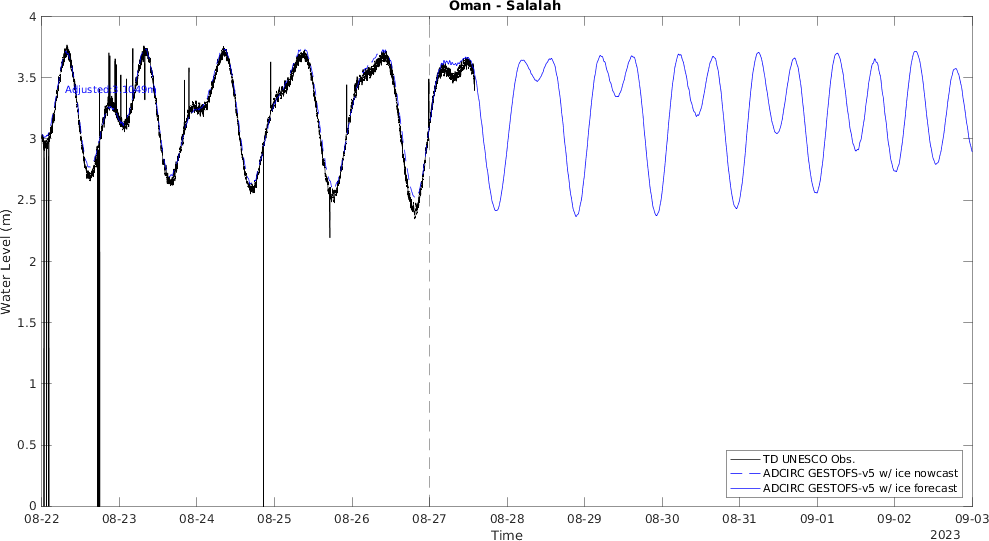 Oman - Salalah
4
3.5
3
2.5
2
1.5
1
0.5
0
Water Level (m)
Adjusted:3.1049m
TD UNESCO Obs.
ADCIRC GESTOFS-v5 w/ ice nowcast
ADCIRC GESTOFS-v5 w/ ice forecast
08-22 08-23 08-24 08-25 08-26 08-27 08-28 08-29 08-30 08-31 09-01 09-02 09-03
Time
2023